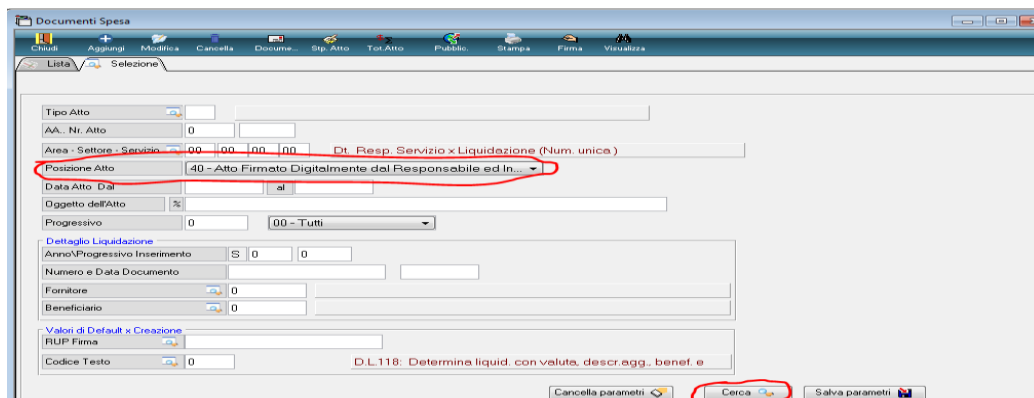 Documenti Spesa
Chiudi Aggiungi Modifica Cancella Docume... Stp. Atto Tot.Atto Pubblic. Stampa Firma Visualizza
Lista Selezione
Tipo Atto
AA.. Nr. Atto 0
Area - Settore - Servizio 00 00 00 00 Dt. Resp. Servizio x Liquidazione (Num. unica )
Posizione Atto 40 - Atto Firmato Digitalmente dal Responsabile ed In...
Data Atto Dal al
Oggetto dell'Atto %
Progressivo 0 00 - Tutti
Dettaglio Liquidazione
Anno\Progressivo Inserimento S 0 0
Numero e Data Documento
Fornitore 0
Beneficiario 0
Valori di Default x Creazione
RUP Firma
Codice Testo 0 D.L.118: Determina liquid. con valuta, descr.agg., benef. e
Cancella parametri Cerca Salva parametri